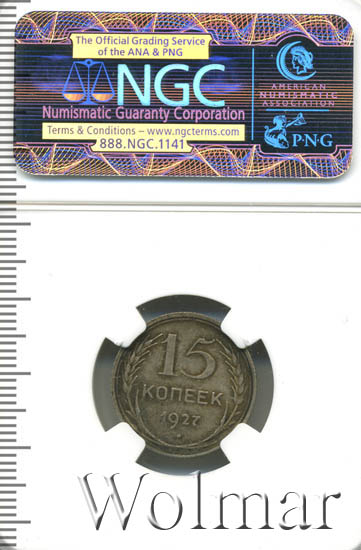 The Official Grading Service
of the ANA & PNG
NGC
Numismatic Guaranty Corporation
Terms & Conditions – www.ngcterms.com
888.NGC.1141
AMERICAN
NUMISMATIC
ASSOCIATION
P·N·G
15
КОПЕЕК
1927
Wolmar